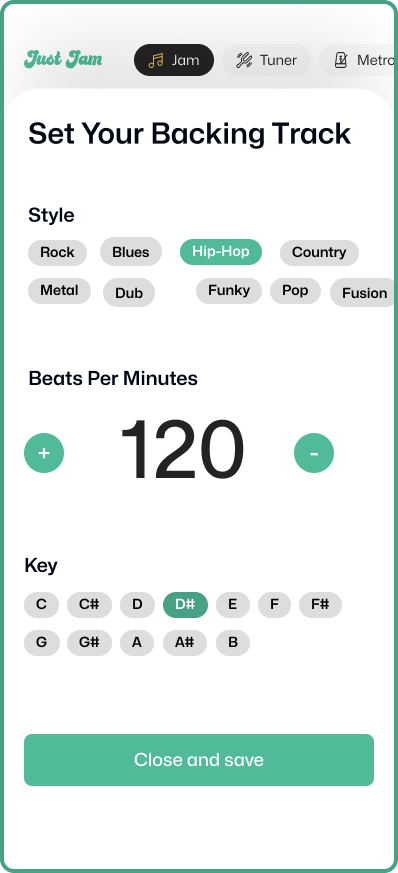 Just Jam Jam Tuner Metro
Set Your Backing Track
Style
Rock Blues Hip-Hop Country
Metal Dub Funky Pop Fusion
Beats Per Minutes
+ 120 -
Key
C C# D D# E F F#
G G# A A# B
Close and save